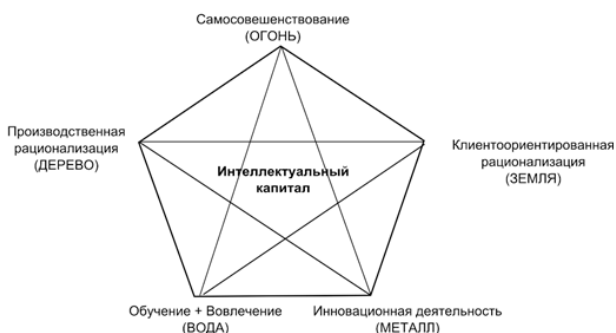 Самосовешенствование
(ОГОНЬ)
Производственная
рационализация
(ДЕРЕВО)
Клиентоориентированная
рационализация
(ЗЕМЛЯ)
Интеллектуальный
капитал
Обучение + Вовлечение
(ВОДА)
Инновационная деятельность
(МЕТАЛЛ)